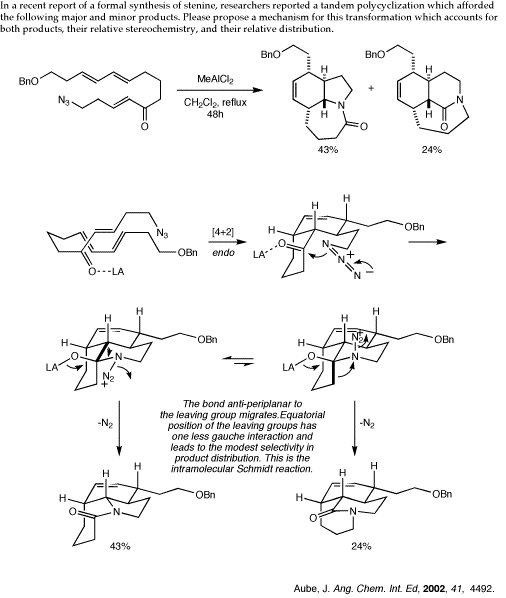 In a recent report of a formal synthesis of stenine, researchers reported a tandem polycyclization which afforded
the following major and minor products. Please propose a mechanism for this transformation which accounts for
both products, their relative stereochemistry, and their relative distribution.
BnO
N3
O
MeAlCl2
CH2Cl2, reflux
48h
BnO
H
H
N
O
43%
+
BnO
H
H
N
O
24%
N3
OBn
O---LA
[4+2]
endo
H
H
H
O
LA
OBn
N
N
+
N
−
H
H
H
LA
O
N
N2
+
OBn
H
H
H
LA
O
N2
+
N
OBn
-N2
The bond anti-periplanar to
the leaving group migrates.Equatorial
position of the leaving groups has
one less gauche interaction and
leads to the modest selectivity in
product distribution. This is the
intramolecular Schmidt reaction.
-N2
H
H
H
O
N
OBn
43%
H
H
H
O
N
OBn
24%
Aube, J. Ang. Chem. Int. Ed, 2002, 41, 4492.